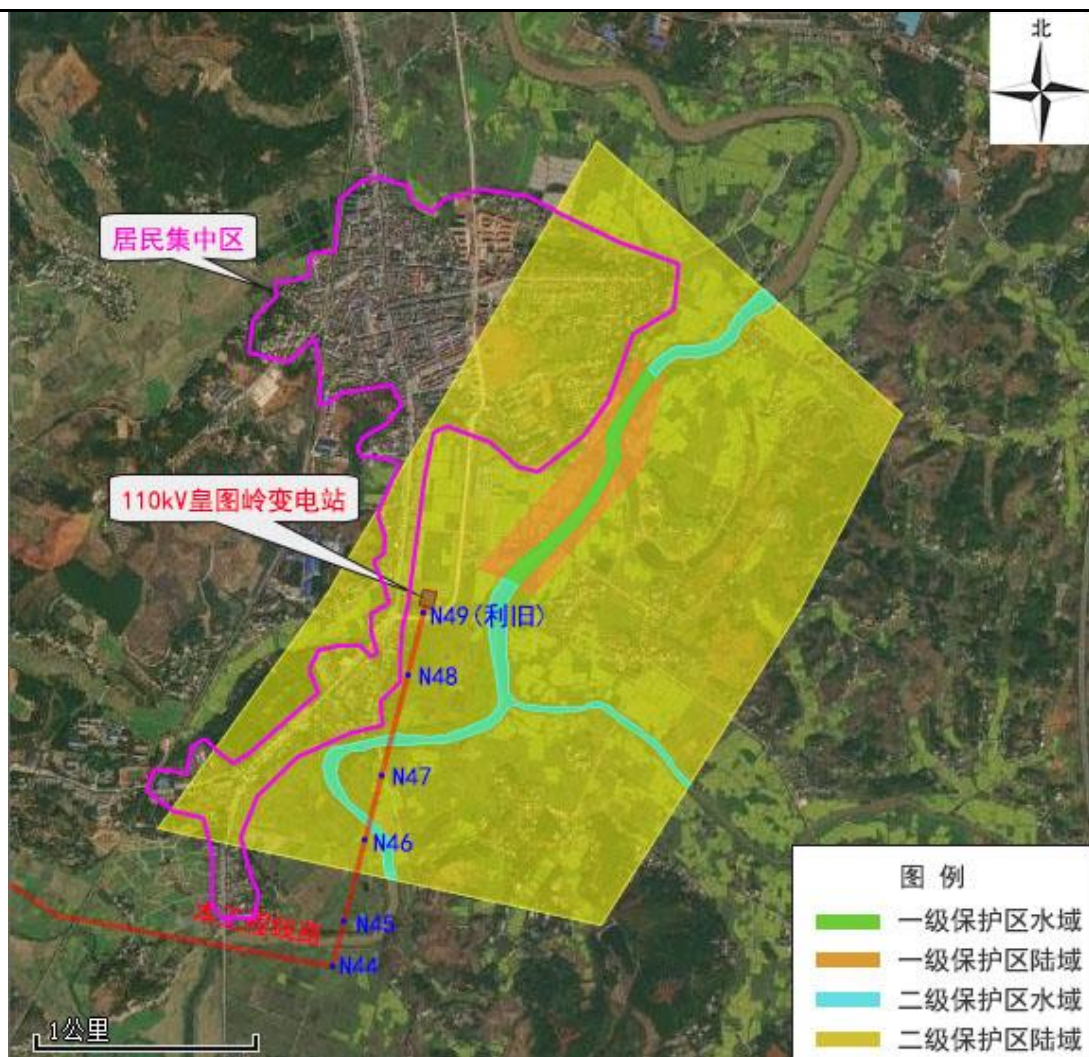 北
居民集中区
110kV皇图岭变电站
N49(利旧)
N48
N47
N46
N45
N44
1公里
图 例
一级保护区水域
一级保护区陆域
二级保护区水域
二级保护区陆域